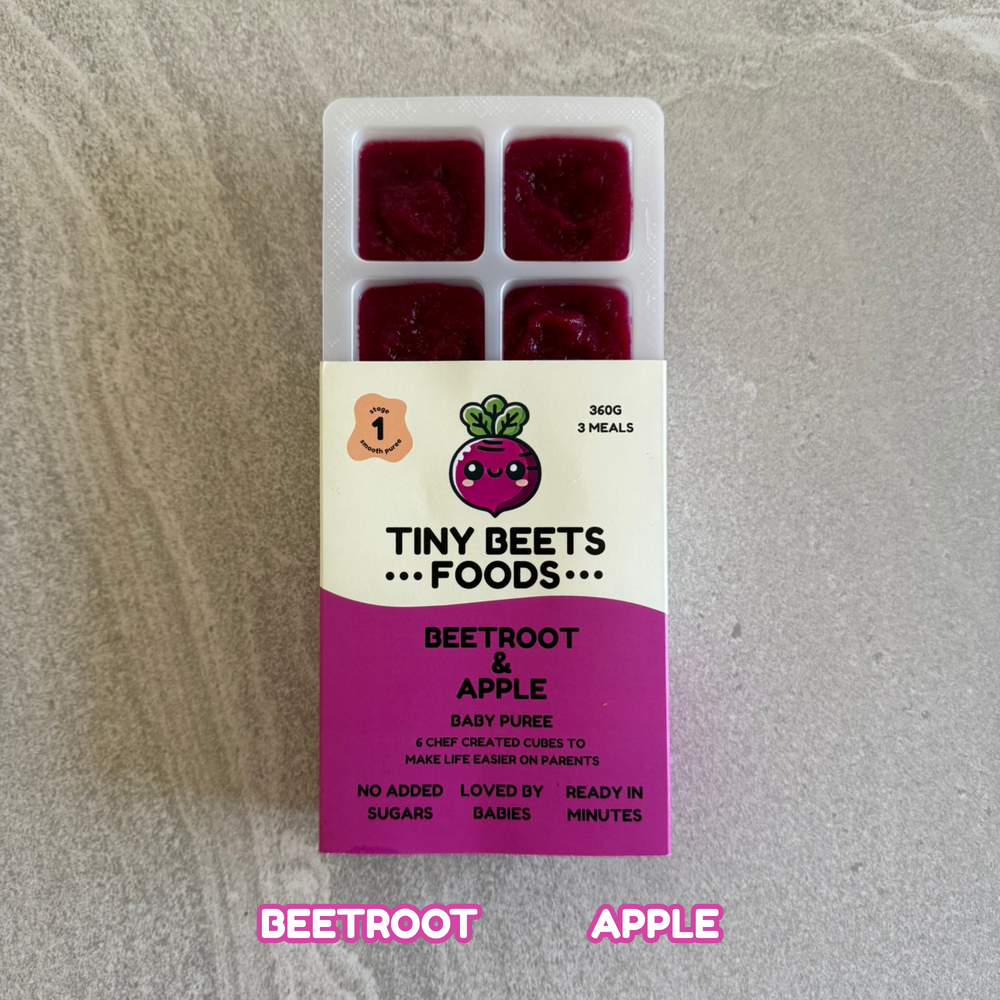 stage
1
smooth puree
360G
3 MEALS
TINY BEETS
•••FOODS•••
BEETROOT
&
APPLE
BABY PUREE
6 CHEF CREATED CUBES TO
MAKE LIFE EASIER ON PARENTS
NO ADDED SUGARS
LOVED BY BABIES
READY IN MINUTES
BEETROOT APPLE